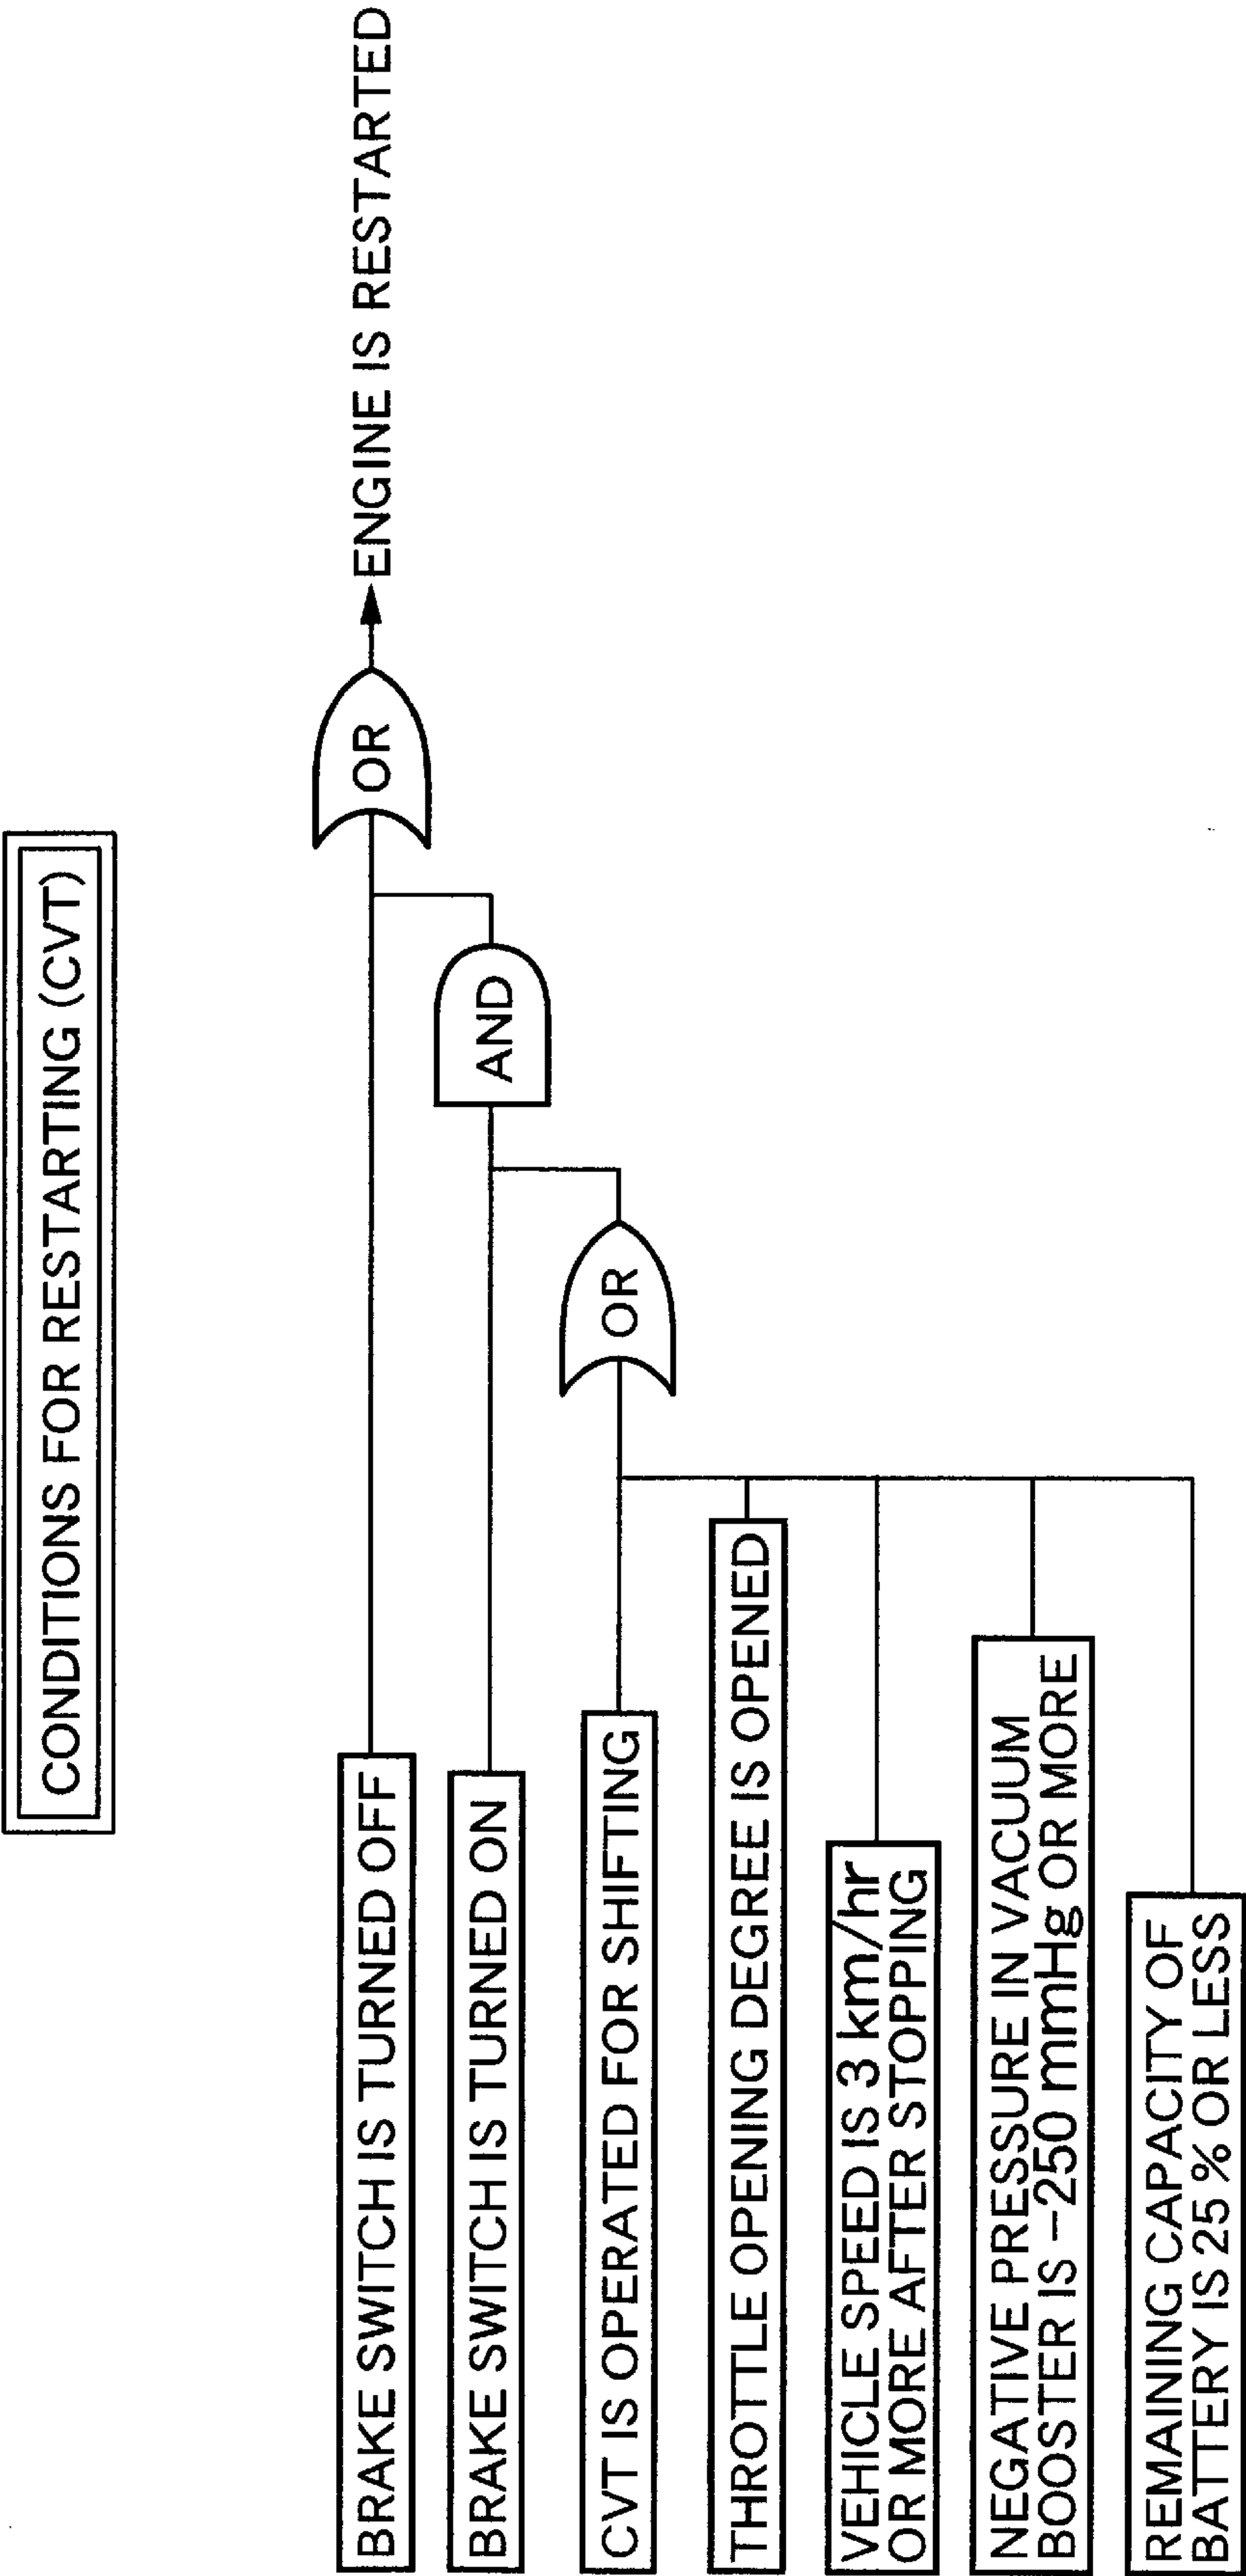 CONDITIONS FOR RESTARTING (CVT)
BRAKE SWITCH IS TURNED OFF
BRAKE SWITCH IS TURNED ON
CVT IS OPERATED FOR SHIFTING
THROTTLE OPENING DEGREE IS OPENED
VEHICLE SPEED IS 3 km/hr
OR MORE AFTER STOPPING
NEGATIVE PRESSURE IN VACUUM
BOOSTER IS −250 mmHg OR MORE
REMAINING CAPACITY OF
BATTERY IS 25 % OR LESS
OR
AND
OR
ENGINE IS RESTARTED